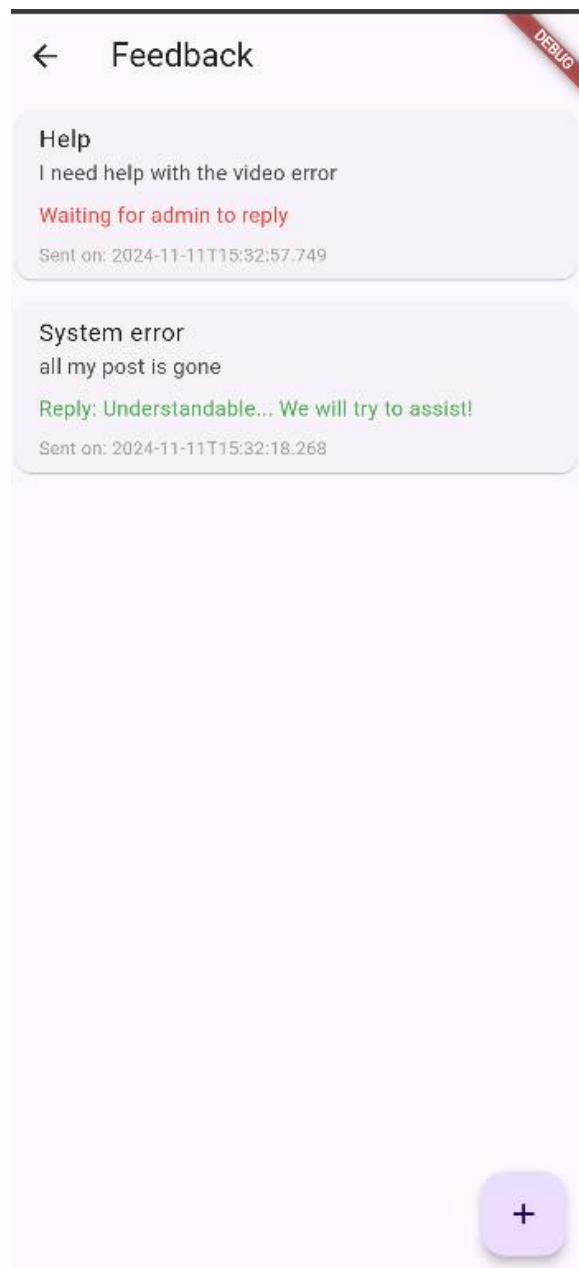 Feedback
DEBUG
Help
I need help with the video error
Waiting for admin to reply
Sent on: 2024-11-11T15:32:57.749
System error
all my post is gone
Reply: Understandable... We will try to assist!
Sent on: 2024-11-11T15:32:18.268
+